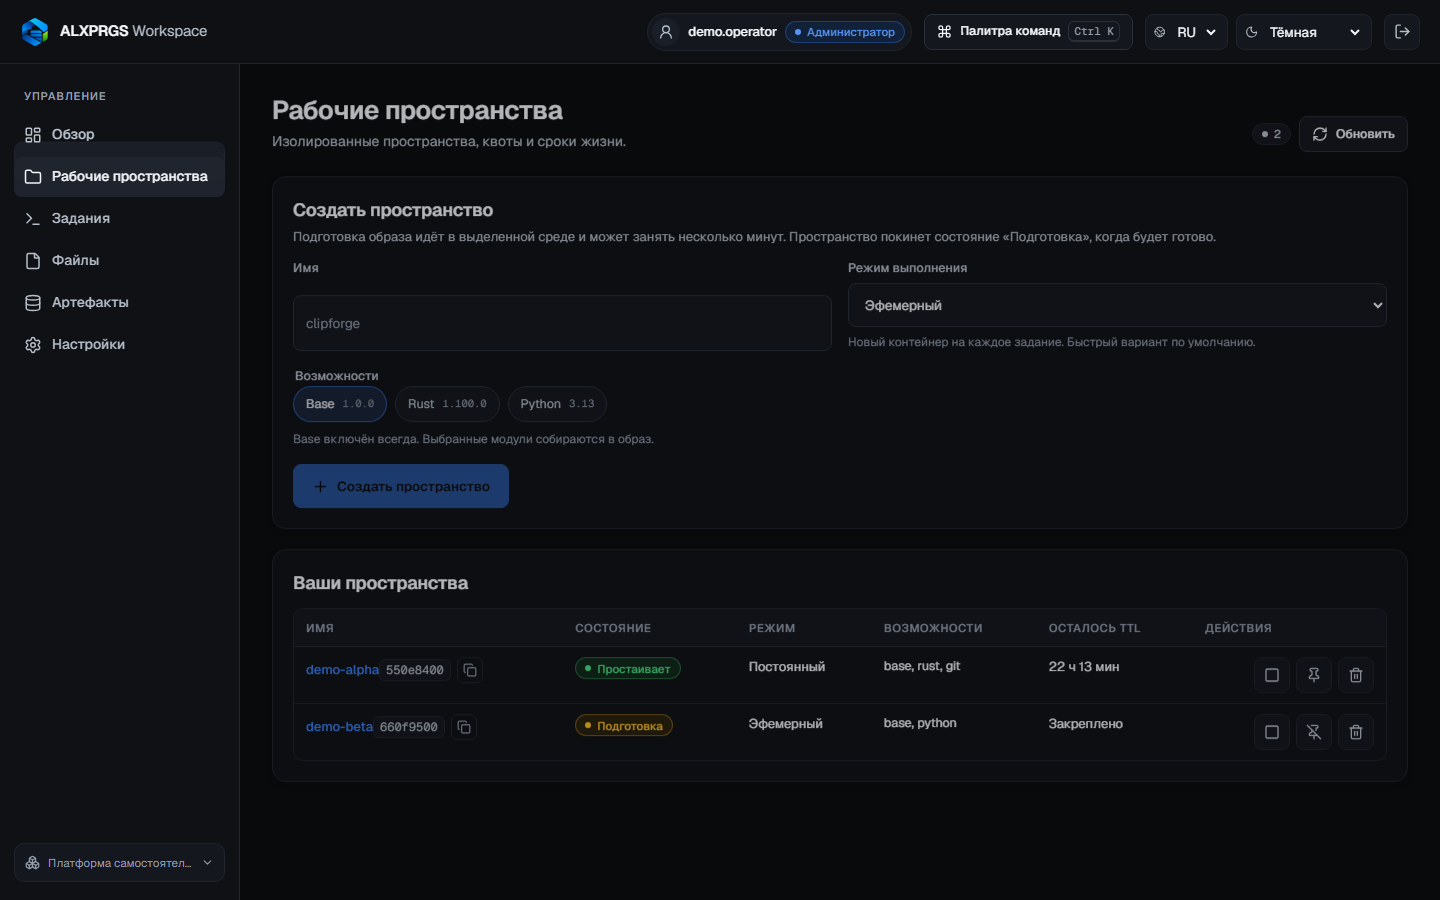 ALXPRGS Workspace
demo.operator
Администратор
Палитра команд
Ctrl K
RU
Тёмная
УПРАВЛЕНИЕ
Обзор
Рабочие пространства
Задания
Файлы
Артефакты
Настройки
Платформа самостоятел…
Рабочие пространства
Изолированные пространства, квоты и сроки жизни.
2
Обновить
Создать пространство
Подготовка образа идёт в выделенной среде и может занять несколько минут. Пространство покинет состояние «Подготовка», когда будет готово.
Имя
clipforge
Режим выполнения
Эфемерный
Новый контейнер на каждое задание. Быстрый вариант по умолчанию.
Возможности
Base 1.0.0
Rust 1.100.0
Python 3.13
Base включён всегда. Выбранные модули собираются в образ.
Создать пространство
Ваши пространства
ИМЯ СОСТОЯНИЕ РЕЖИМ ВОЗМОЖНОСТИ ОСТАЛОСЬ TTL ДЕЙСТВИЯ
demo-alpha 550e8400 Простаивает Постоянный base, rust, git 22 ч 13 мин
demo-beta 660f9500 Подготовка Эфемерный base, python Закреплено